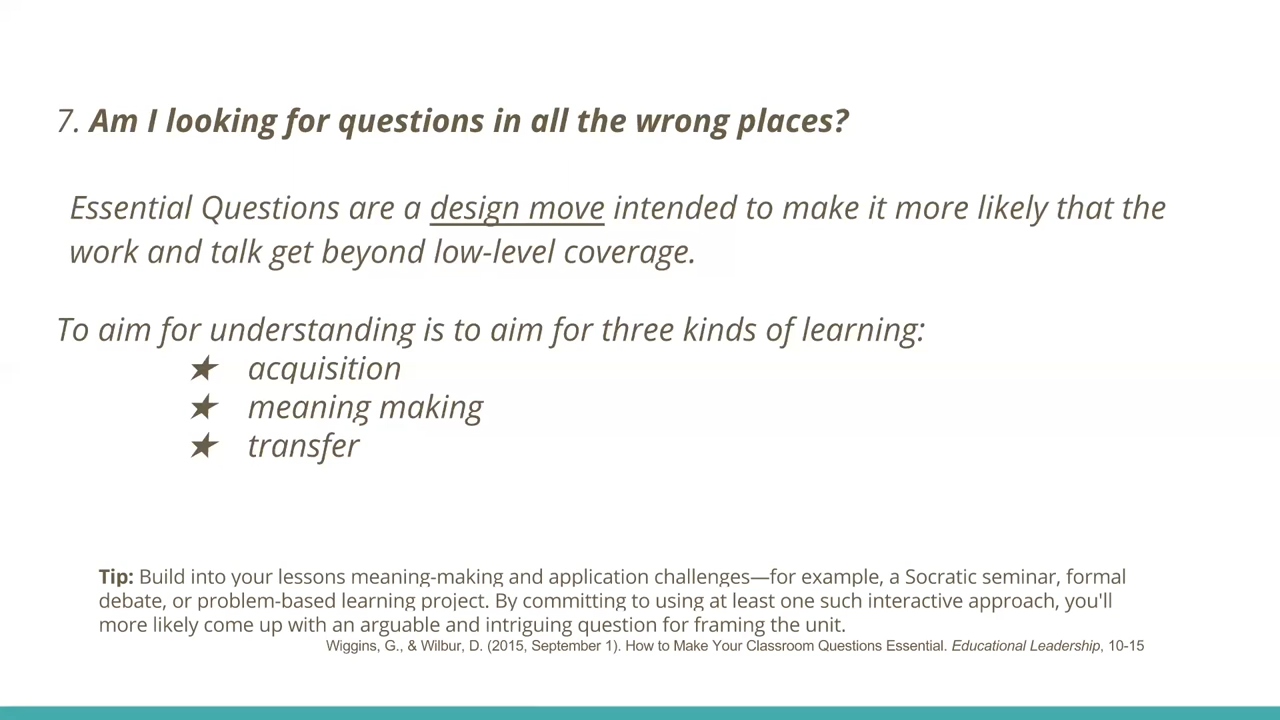 7. Am I looking for questions in all the wrong places?
Essential Questions are a design move intended to make it more likely that the
work and talk get beyond low-level coverage.
To aim for understanding is to aim for three kinds of learning:
★ acquisition
★ meaning making
★ transfer
Tip: Build into your lessons meaning-making and application challenges—for example, a Socratic seminar, formal
debate, or problem-based learning project. By committing to using at least one such interactive approach, you'll
more likely come up with an arguable and intriguing question for framing the unit.
Wiggins, G., & Wilbur, D. (2015, September 1). How to Make Your Classroom Questions Essential. Educational Leadership, 10-15